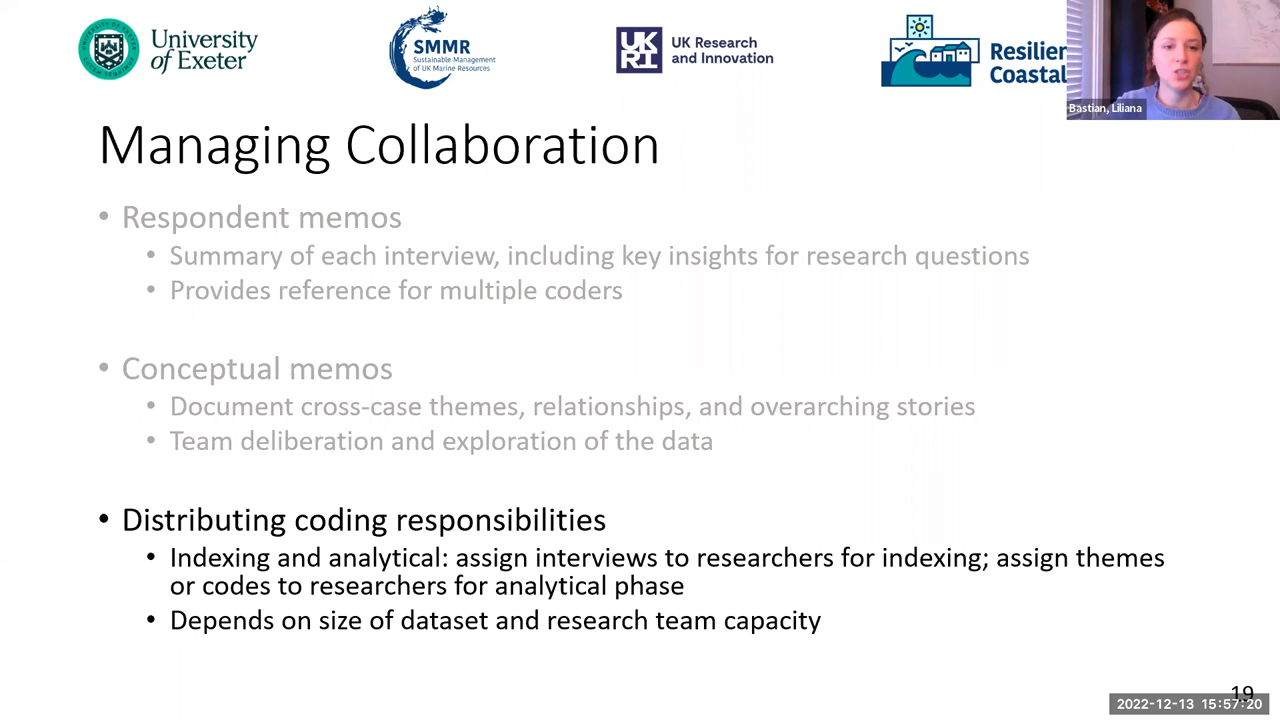 University
of Exeter
SMMR
Sustainable Management
of UK Marine Resources
UK
RI
UK Research
and Innovation
Resilien
Coastal
Bastian, Liliana
Managing Collaboration
• Respondent memos
• Summary of each interview, including key insights for research questions
• Provides reference for multiple coders
• Conceptual memos
• Document cross-case themes, relationships, and overarching stories
• Team deliberation and exploration of the data
• Distributing coding responsibilities
• Indexing and analytical: assign interviews to researchers for indexing; assign themes
or codes to researchers for analytical phase
• Depends on size of dataset and research team capacity
19
2022-12-13 15:57:20